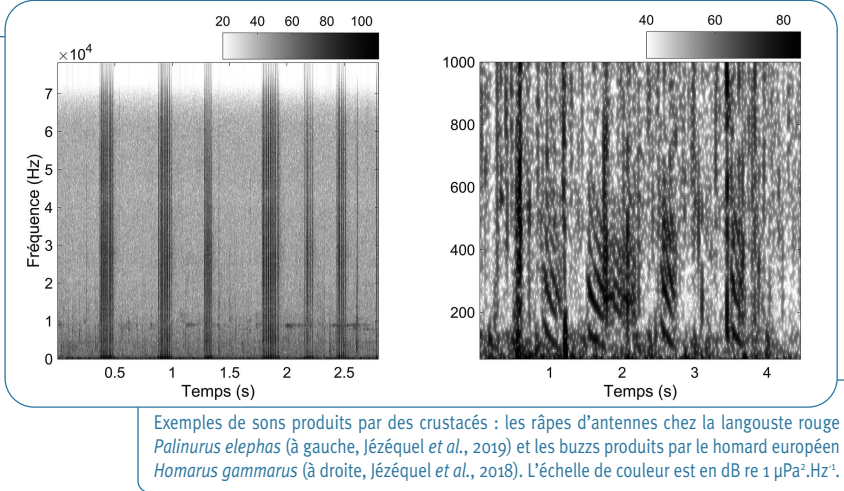 20 40 60 80 100
×10⁴
7
6
5
4
3
2
1
0
Fréquence (Hz)
0.5 1 1.5 2 2.5
Temps (s)
40 60 80
1000
800
600
400
200
1 2 3 4
Temps (s)
Exemples de sons produits par des crustacés : les râpes d'antennes chez la langouste rouge
Palinurus elephas (à gauche, Jézéquel et al., 2019) et les buzzs produits par le homard européen
Homarus gammarus (à droite, Jézéquel et al., 2018). L'échelle de couleur est en dB re 1 µPa².Hz⁻¹.